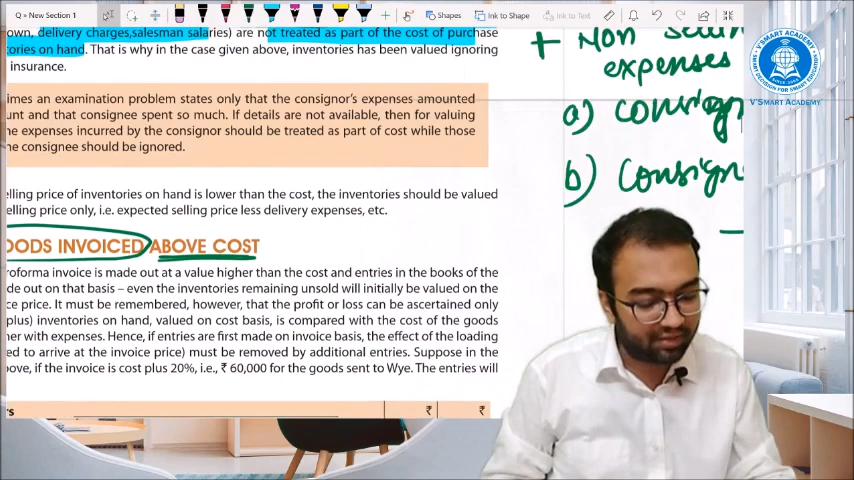 Q » New Section 1
Shapes
Ink to Shape
Ink to Text
own, delivery charges,salesman salaries) are not treated as part of the cost of purchase
tories on hand. That is why in the case given above, inventories has been valued ignoring
insurance.
times an examination problem states only that the consignor's expenses amounted
unt and that consignee spent so much. If details are not available, then for valuing
he expenses incurred by the consignor should be treated as part of cost while those
he consignee should be ignored.
elling price of inventories on hand is lower than the cost, the inventories should be valued
elling price only, i.e. expected selling price less delivery expenses, etc.
OODS INVOICED ABOVE COST
roforma invoice is made out at a value higher than the cost and entries in the books of the
de out on that basis – even the inventories remaining unsold will initially be valued on the
ce price. It must be remembered, however, that the profit or loss can be ascertained only
plus) inventories on hand, valued on cost basis, is compared with the cost of the goods
her with expenses. Hence, if entries are first made on invoice basis, the effect of the loading
ed to arrive at the invoice price) must be removed by additional entries. Suppose in the
ove, if the invoice is cost plus 20%, i.e., ₹ 60,000 for the goods sent to Wye. The entries will
rs ₹ ₹
+ Non
expenses
a) consign
b) consign
V'SMART ACADEMY
SINCE 2013
V'SMART ACADEMY